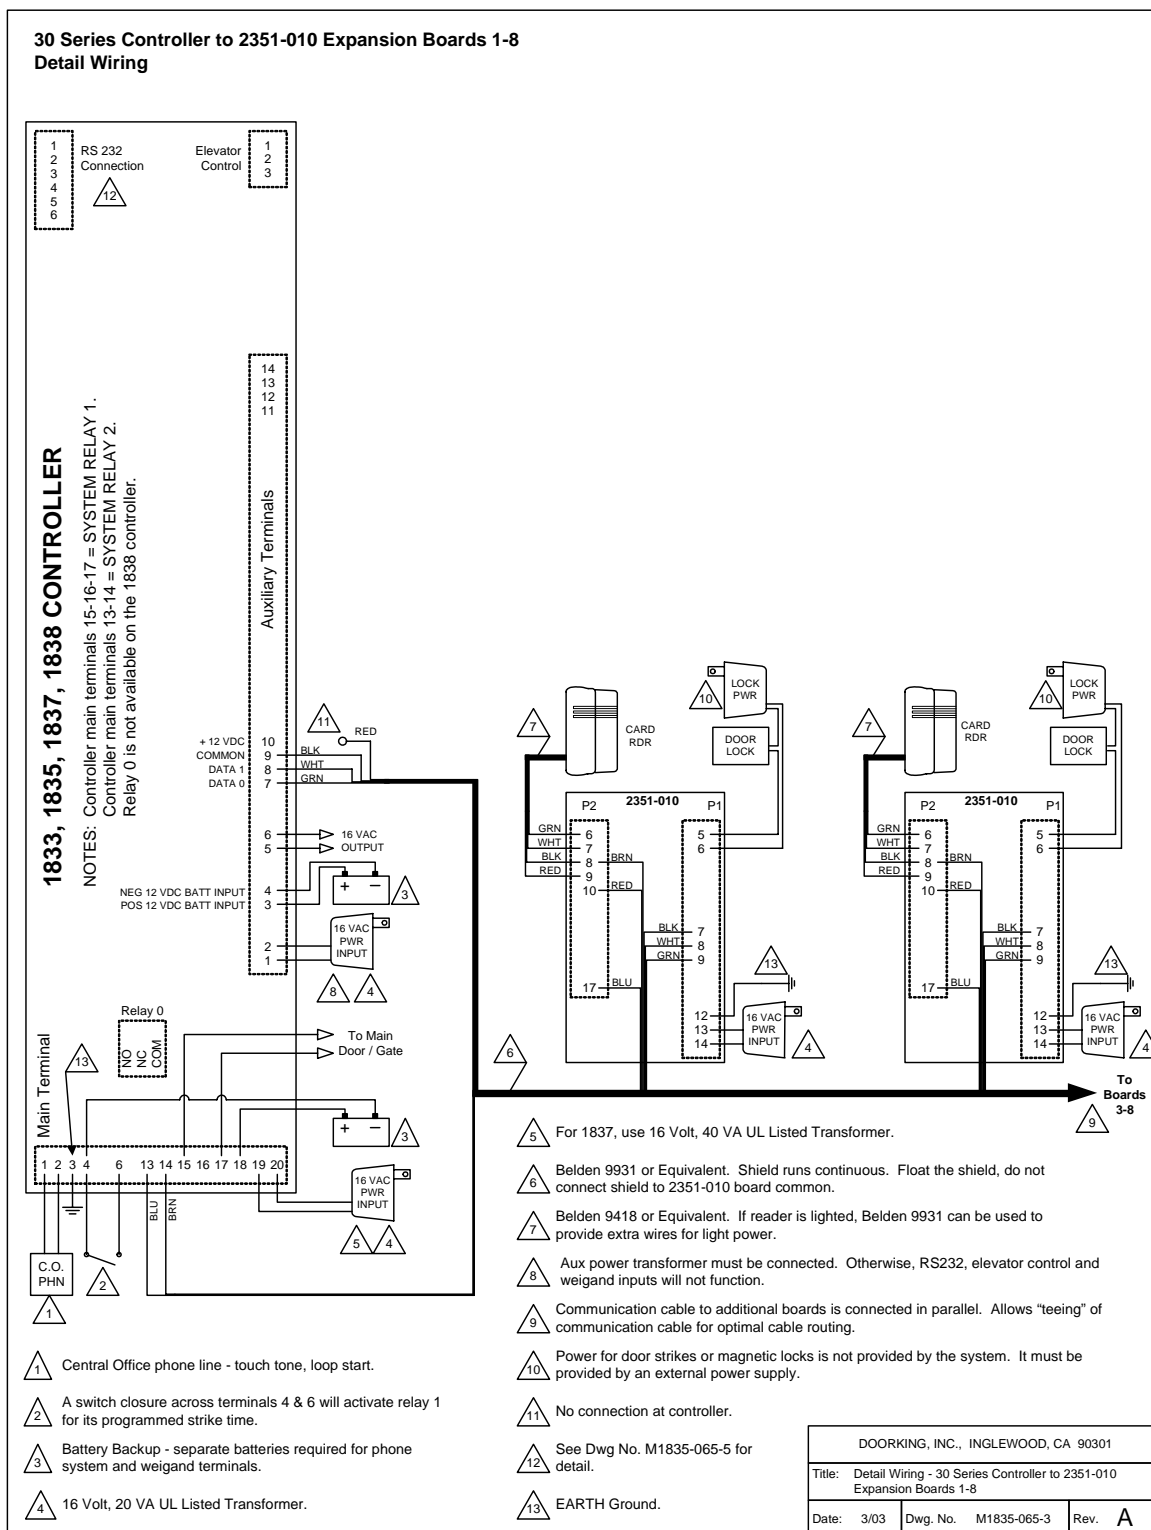 30 Series Controller to 2351-010 Expansion Boards 1-8
Detail Wiring
1
2
3
4
5
6
RS 232
Connection
12
Elevator
Control
1
2
3
1833, 1835, 1837, 1838 CONTROLLER
NOTES: Controller main terminals 15-16-17 = SYSTEM RELAY 1.
Controller main terminals 13-14 = SYSTEM RELAY 2.
Relay 0 is not available on the 1838 controller.
14
13
12
11
Auxiliary Terminals
+ 12 VDC 10
COMMON 9 BLK
DATA 1 8 WHT
DATA 0 7 GRN
11
RED
6 16 VAC
5 OUTPUT
NEG 12 VDC BATT INPUT 4
POS 12 VDC BATT INPUT 3
+ –
3
2
1
16 VAC
PWR
INPUT
8 4
Relay 0
NO
NC
COM
To Main
Door / Gate
Main Terminal
13
+ –
3
1 2 3 4 6 13 14 15 16 17 18 19 20
BLU
BRN
16 VAC
PWR
INPUT
5 4
C.O.
PHN
1
2
7
CARD
RDR
10
LOCK
PWR
DOOR
LOCK
P2 2351-010 P1
GRN 6
WHT 7
BLK 8 BRN
RED 9
10 RED
17 BLU
5
6
BLK 7
WHT 8
GRN 9
13
12
13
14
16 VAC
PWR
INPUT
4
6
7
CARD
RDR
10
LOCK
PWR
DOOR
LOCK
P2 2351-010 P1
GRN 6
WHT 7
BLK 8 BRN
RED 9
10 RED
17 BLU
5
6
BLK 7
WHT 8
GRN 9
13
12
13
14
16 VAC
PWR
INPUT
4
To
Boards
3-8
9
1 Central Office phone line - touch tone, loop start.
2 A switch closure across terminals 4 & 6 will activate relay 1
for its programmed strike time.
3 Battery Backup - separate batteries required for phone
system and weigand terminals.
4 16 Volt, 20 VA UL Listed Transformer.
5 For 1837, use 16 Volt, 40 VA UL Listed Transformer.
6 Belden 9931 or Equivalent. Shield runs continuous. Float the shield, do not
connect shield to 2351-010 board common.
7 Belden 9418 or Equivalent. If reader is lighted, Belden 9931 can be used to
provide extra wires for light power.
8 Aux power transformer must be connected. Otherwise, RS232, elevator control and
weigand inputs will not function.
9 Communication cable to additional boards is connected in parallel. Allows “teeing” of
communication cable for optimal cable routing.
10 Power for door strikes or magnetic locks is not provided by the system. It must be
provided by an external power supply.
11 No connection at controller.
12 See Dwg No. M1835-065-5 for
detail.
13 EARTH Ground.
DOORKING, INC., INGLEWOOD, CA 90301
Title: Detail Wiring - 30 Series Controller to 2351-010
Expansion Boards 1-8
Date: 3/03 Dwg. No. M1835-065-3 Rev. A